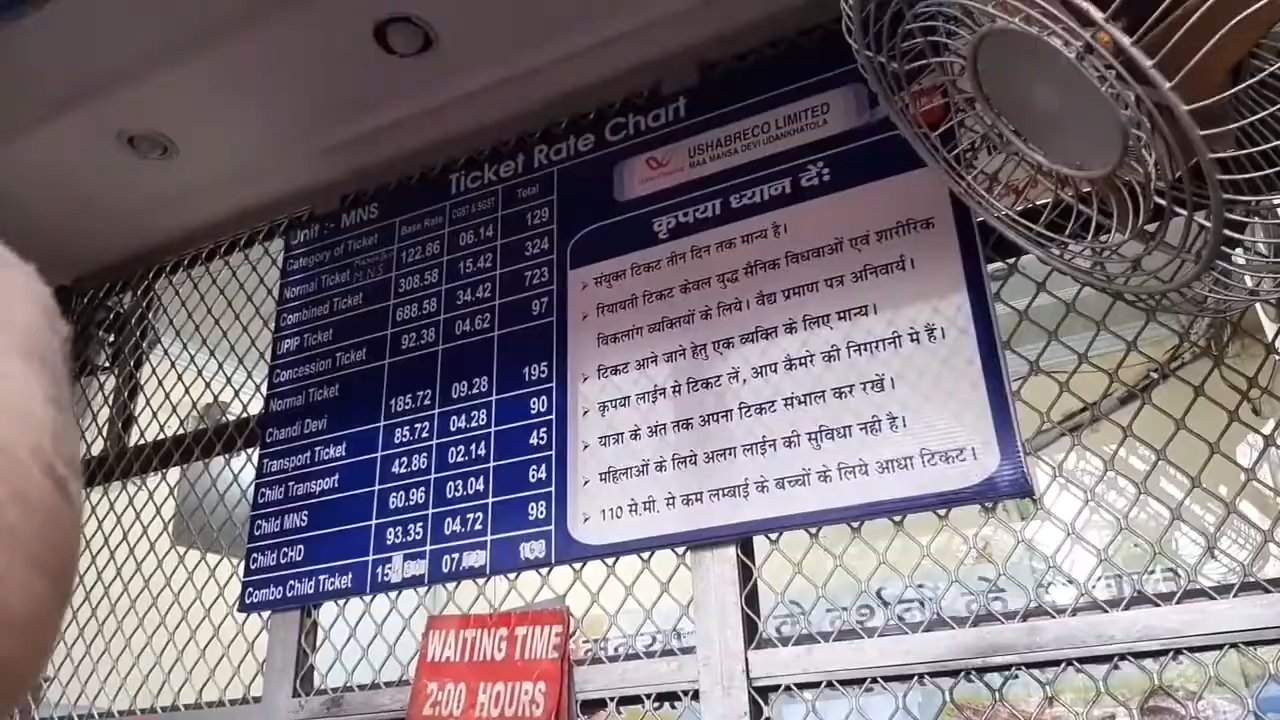 Ticket Rate Chart
USHABRECO LIMITED
MAA MANSA DEVI UDANKHATOLA
Unit :- MNS
Category of Ticket Base Rate CGST & SGST Total
Normal Ticket MNS 122.86 06.14 129
Combined Ticket 308.58 15.42 324
UPIP Ticket 688.58 34.42 723
Concession Ticket 92.38 04.62 97
Normal Ticket
Chandi Devi 185.72 09.28 195
Transport Ticket 85.72 04.28 90
Child Transport 42.86 02.14 45
Child MNS 60.96 03.04 64
Child CHD 93.35 04.72 98
Combo Child Ticket
कृपया ध्यान दें:
➢ संयुक्त टिकट तीन दिन तक मान्य है।
➢ रियायती टिकट केवल युद्ध सैनिक विधवाओं एवं शारीरिक
विकलांग व्यक्तियों के लिये। वैद्य प्रमाण पत्र अनिवार्य।
➢ टिकट आने जाने हेतु एक व्यक्ति के लिए मान्य।
➢ कृपया लाईन से टिकट लें, आप कैमरे की निगरानी मे हैं।
➢ यात्रा के अंत तक अपना टिकट संभाल कर रखें।
➢ महिलाओं के लिये अलग लाईन की सुविधा नही है।
➢ 110 से.मी. से कम लम्बाई के बच्चों के लिये आधा टिकट।
WAITING TIME
2:00 HOURS